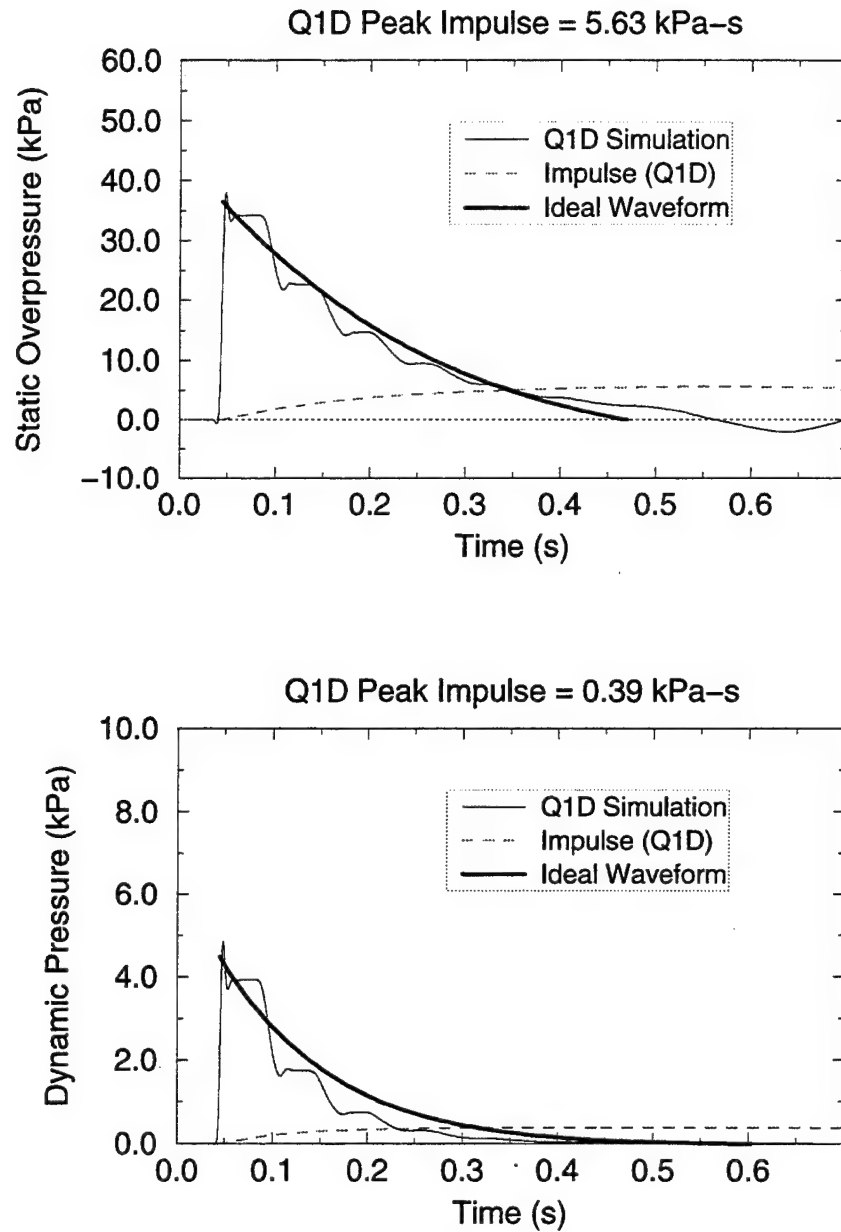 Q1D Peak Impulse = 5.63 kPa−s
60.0
50.0
40.0
30.0
20.0
10.0
0.0
−10.0
Static Overpressure (kPa)
Q1D Simulation
Impulse (Q1D)
Ideal Waveform
0.0 0.1 0.2 0.3 0.4 0.5 0.6
Time (s)
Q1D Peak Impulse = 0.39 kPa−s
10.0
8.0
6.0
4.0
2.0
0.0
Dynamic Pressure (kPa)
Q1D Simulation
Impulse (Q1D)
Ideal Waveform
0.0 0.1 0.2 0.3 0.4 0.5 0.6
Time (s)